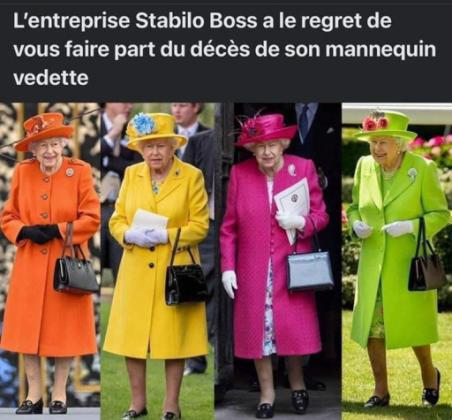 L’entreprise Stabilo Boss a le regret de
vous faire part du décès de son mannequin
vedette